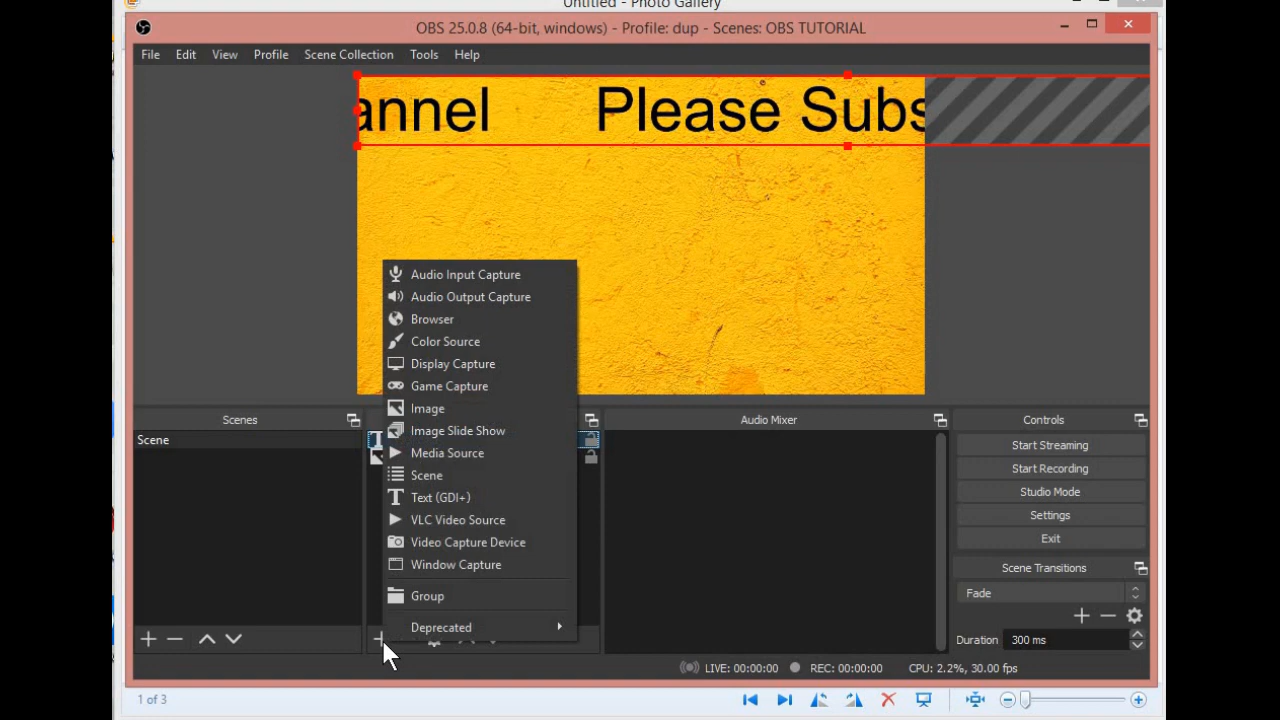 Untitled - Photo Gallery
OBS 25.0.8 (64-bit, windows) - Profile: dup - Scenes: OBS TUTORIAL
File Edit View Profile Scene Collection Tools Help
annel Please Subs
Audio Input Capture
Audio Output Capture
Browser
Color Source
Display Capture
Game Capture
Image
Image Slide Show
Media Source
Scene
Text (GDI+)
VLC Video Source
Video Capture Device
Window Capture
Group
Deprecated
Scenes
Scene
Audio Mixer
Controls
Start Streaming
Start Recording
Studio Mode
Settings
Exit
Scene Transitions
Fade
Duration 300 ms
LIVE: 00:00:00 REC: 00:00:00 CPU: 2.2%, 30.00 fps
1 of 3